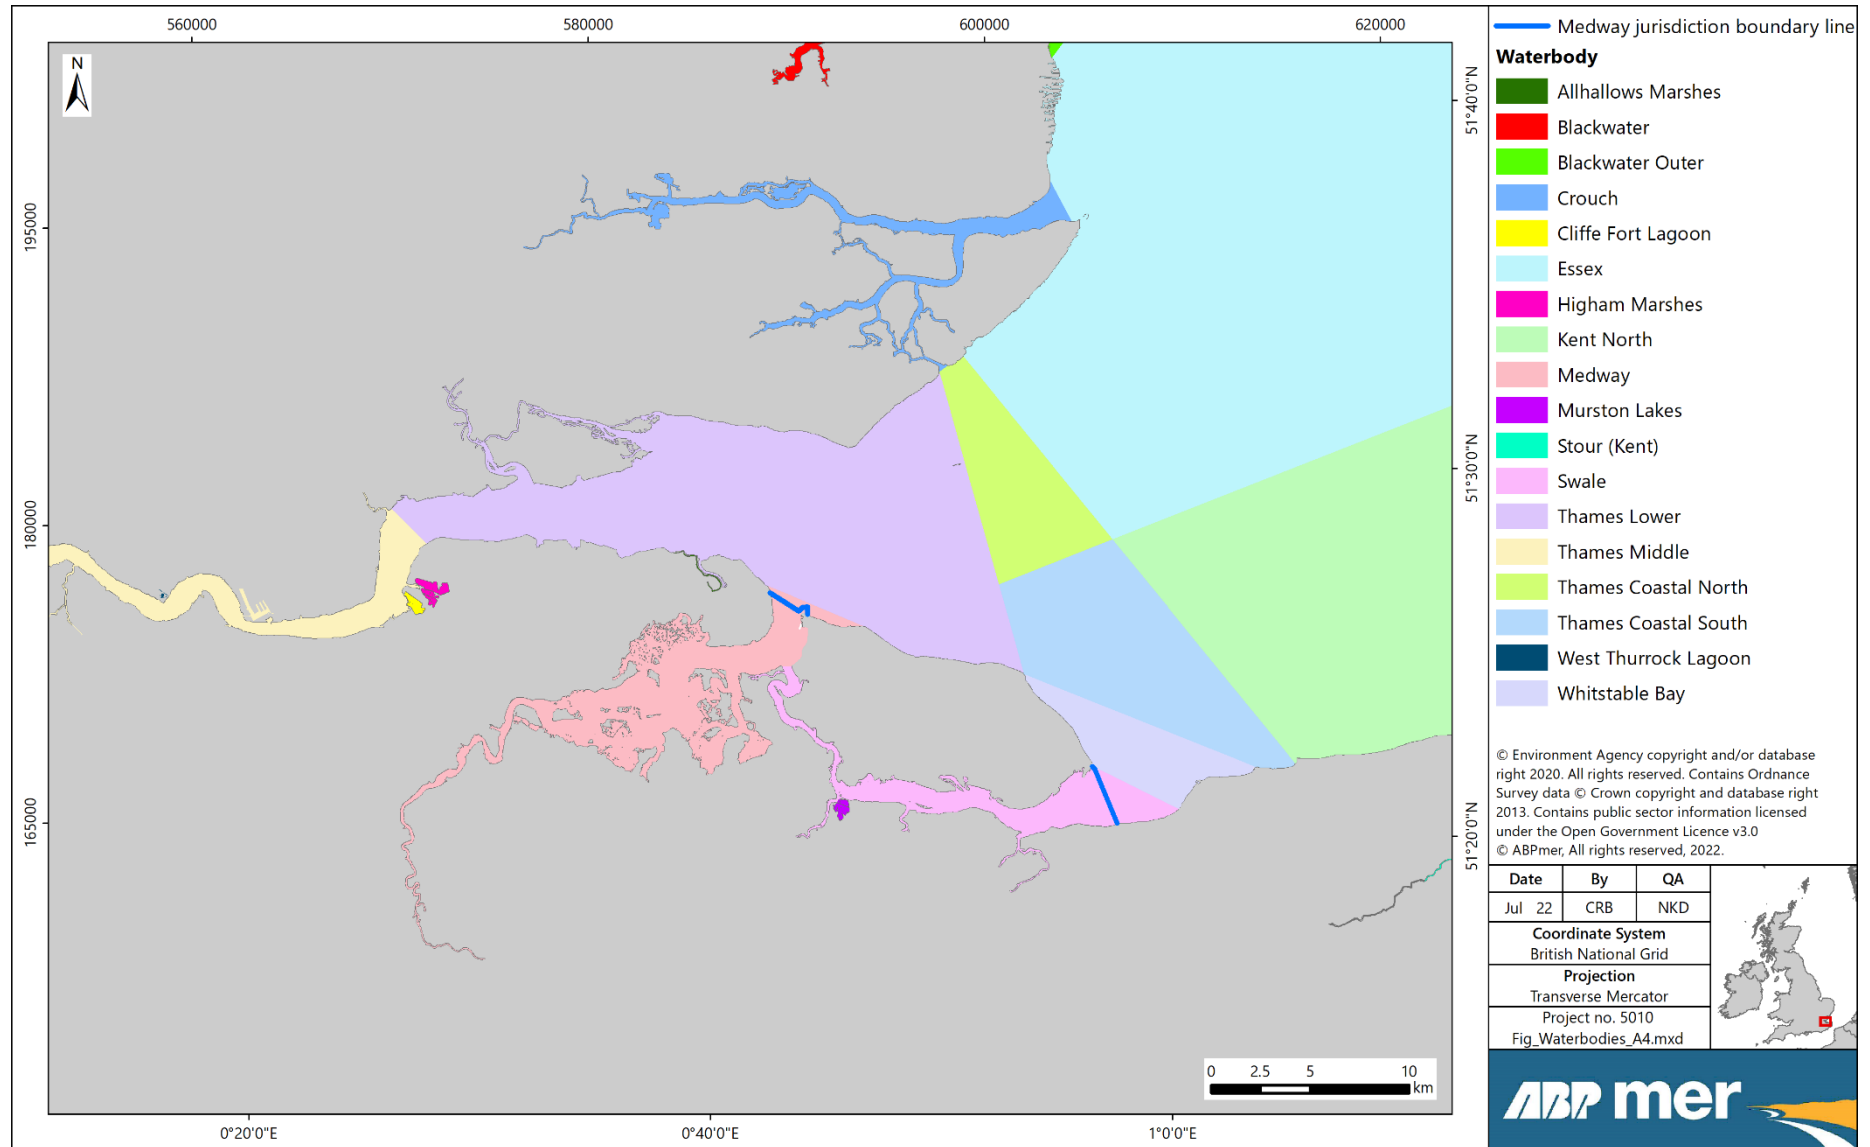 560000
580000
600000
620000
N
195000
180000
165000
51°40'0"N
51°30'0"N
51°20'0"N
0°20'0"E
0°40'0"E
1°0'0"E
0 2.5 5 10
km
Medway jurisdiction boundary line
Waterbody
Allhallows Marshes
Blackwater
Blackwater Outer
Crouch
Cliffe Fort Lagoon
Essex
Higham Marshes
Kent North
Medway
Murston Lakes
Stour (Kent)
Swale
Thames Lower
Thames Middle
Thames Coastal North
Thames Coastal South
West Thurrock Lagoon
Whitstable Bay
© Environment Agency copyright and/or database
right 2020. All rights reserved. Contains Ordnance
Survey data © Crown copyright and database right
2013. Contains public sector information licensed
under the Open Government Licence v3.0
© ABPmer, All rights reserved, 2022.
Date By QA
Jul 22 CRB NKD
Coordinate System
British National Grid
Projection
Transverse Mercator
Project no. 5010
Fig_Waterbodies_A4.mxd
ABPmer